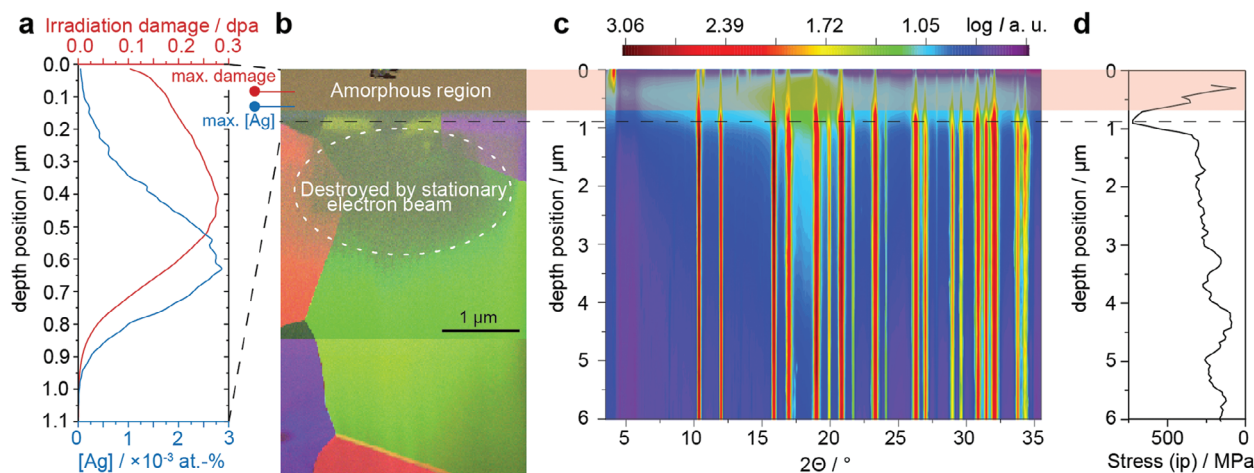 a
Irradiation damage / dpa
0.0 0.1 0.2 0.3
0.0
0.1
0.2
0.3
0.4
0.5
0.6
0.7
0.8
0.9
1.0
1.1
depth position / µm
0 1 2 3
[Ag] / ×10⁻³ at.-%
max. damage
max. [Ag]
b
Amorphous region
Destroyed by stationary
electron beam
1 µm
c
3.06 2.39 1.72 1.05 log I a. u.
0
1
2
3
4
5
6
depth position / µm
5 10 15 20 25 30 35
2Θ / °
d
0
1
2
3
4
5
6
depth position / µm
500 0
Stress (ip) / MPa